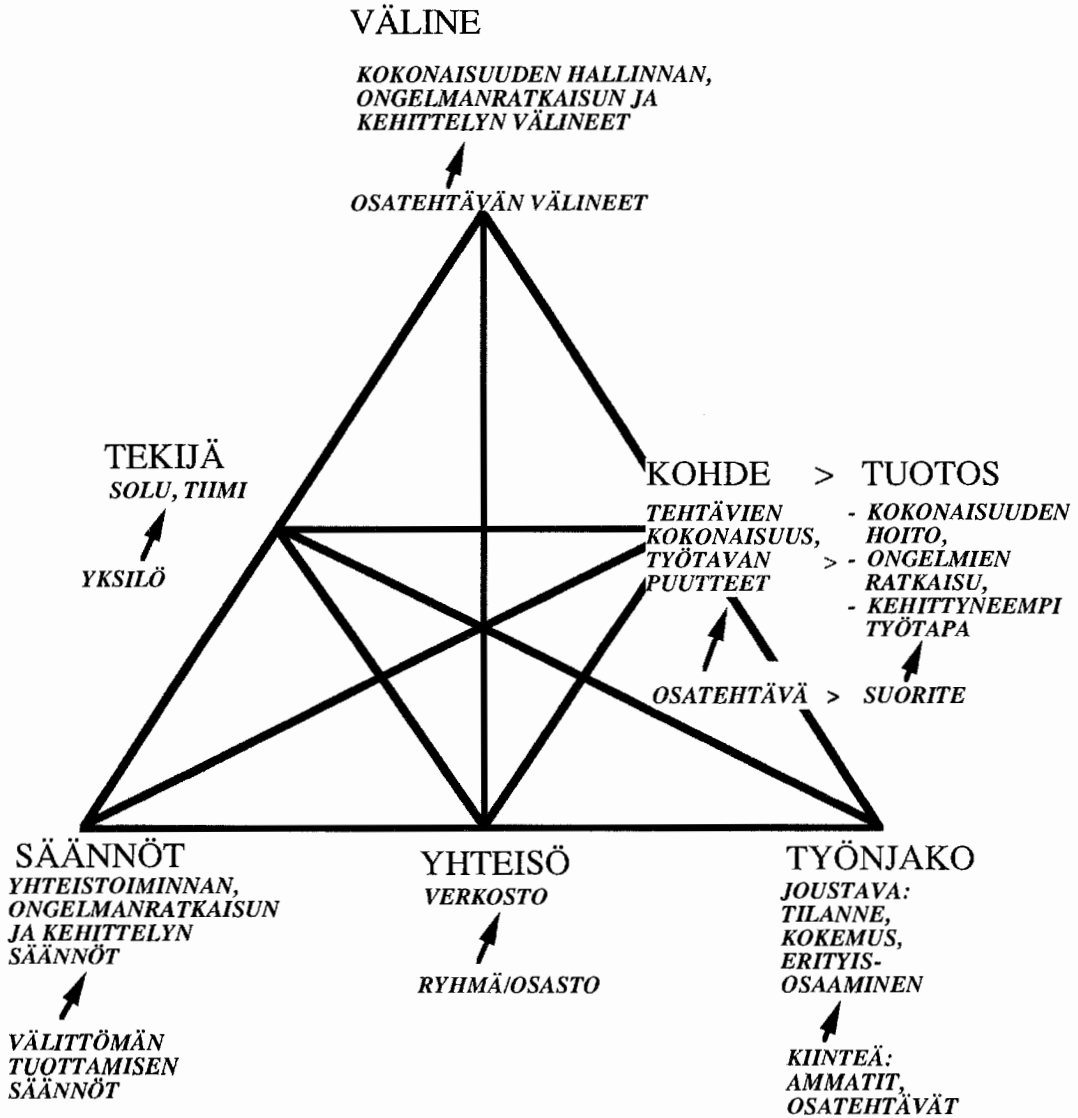 VÄLINE
KOKONAISUUDEN HALLINNAN,
ONGELMANRATKAISUN JA
KEHITTELYN VÄLINEET
OSATEHTÄVÄN VÄLINEET
TEKIJÄ
SOLU, TIIMI
YKSILÖ
KOHDE > TUOTOS
TEHTÄVIEN
KOKONAISUUS,
TYÖTAVAN >
PUUTTEET
- KOKONAISUUDEN
HOITO,
- ONGELMIEN
RATKAISU,
- KEHITTYNEEMPI
TYÖTAPA
OSATEHTÄVÄ > SUORITE
SÄÄNNÖT
YHTEISTOIMINNAN,
ONGELMANRATKAISUN
JA KEHITTELYN
SÄÄNNÖT
VÄLITTÖMÄN
TUOTTAMISEN
SÄÄNNÖT
YHTEISÖ
VERKOSTO
RYHMÄ/OSASTO
TYÖNJAKO
JOUSTAVA:
TILANNE,
KOKEMUS,
ERITYIS-
OSAAMINEN
KIINTEÄ:
AMMATIT,
OSATEHTÄVÄT